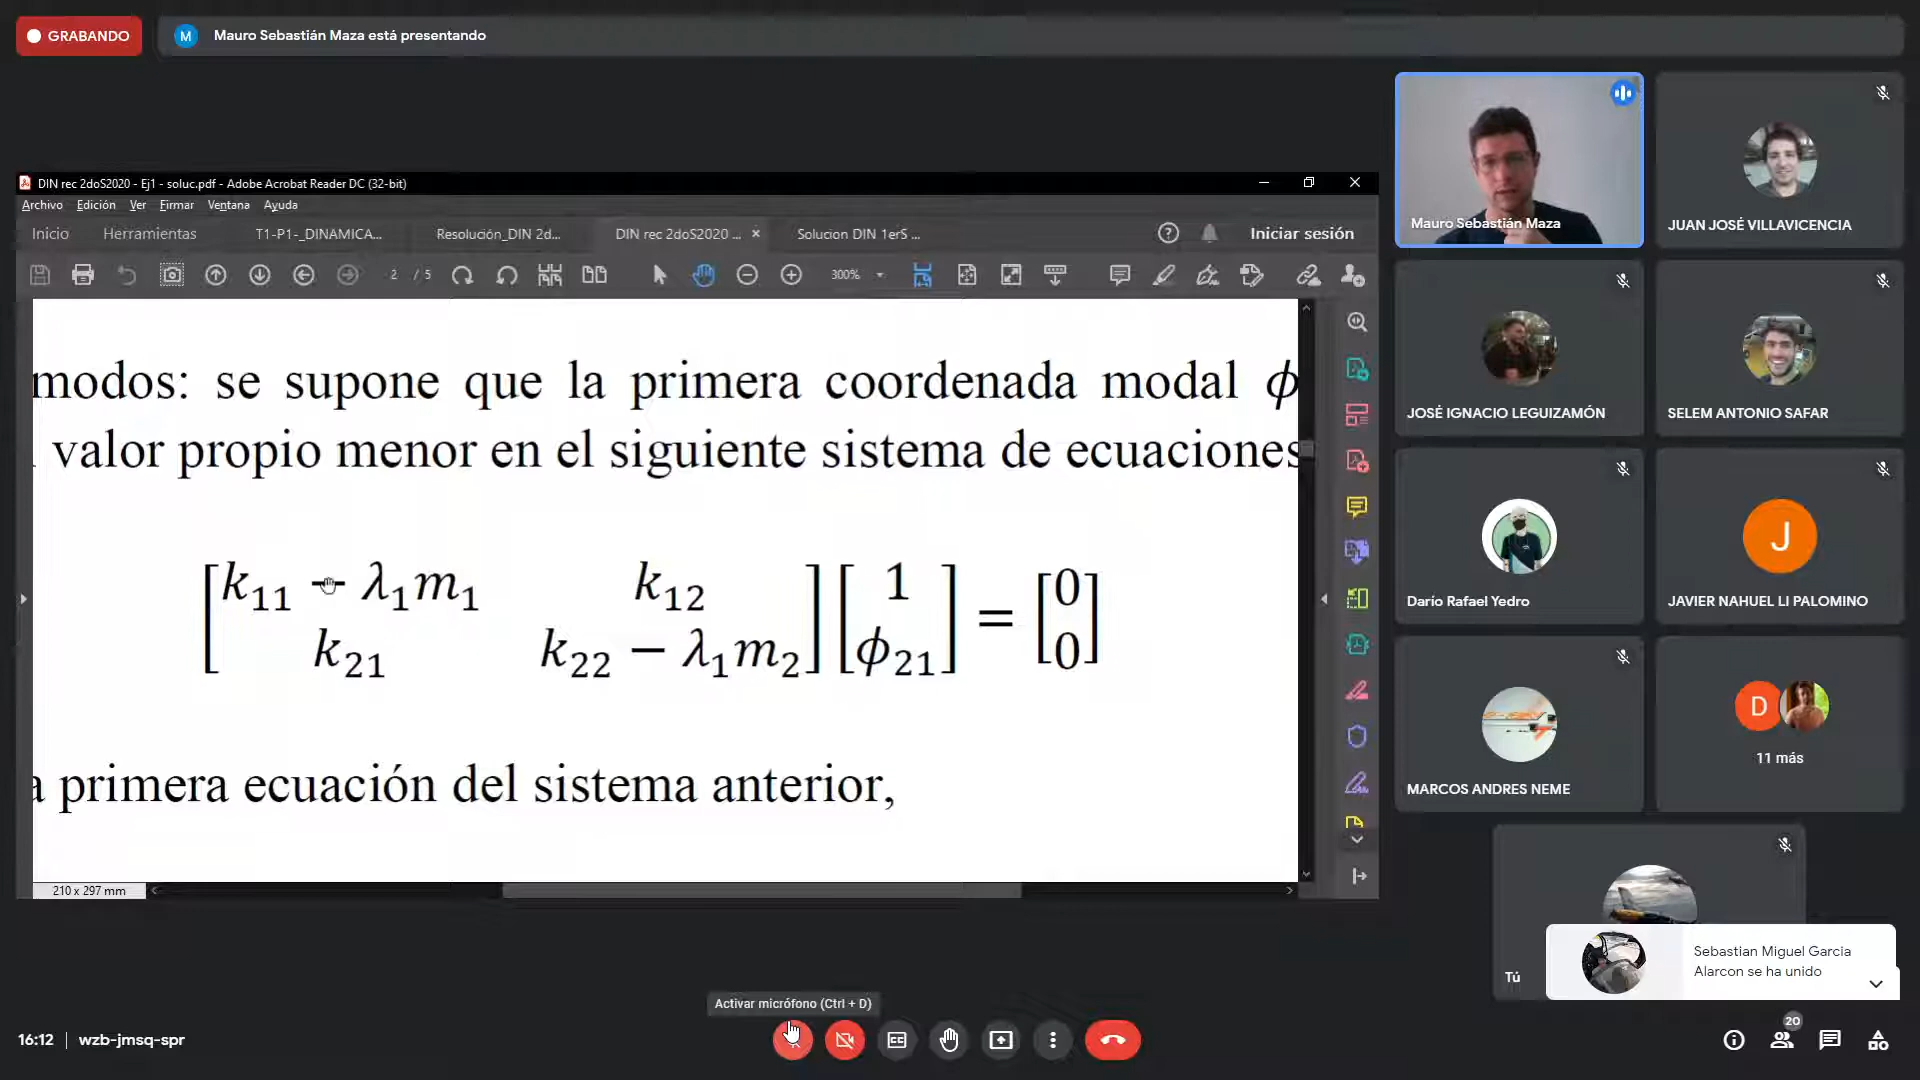 GRABANDO
M
Mauro Sebastián Maza está presentando
DIN rec 2doS2020 - Ej1 - soluc.pdf - Adobe Acrobat Reader DC (32-bit)
Archivo Edición Ver Firmar Ventana Ayuda
Inicio Herramientas T1-P1-_DINAMICA... Resolución_DIN 2d... DIN rec 2doS2020 ... × Solucion DIN 1erS ... Iniciar sesión
2 / 5 300%
modos: se supone que la primera coordenada modal ϕ
valor propio menor en el siguiente sistema de ecuaciones
[k₁₁ − λ₁m₁ k₁₂] [1] = [0]
[k₂₁ k₂₂ − λ₁m₂] [ϕ₂₁] [0]
a primera ecuación del sistema anterior,
210 x 297 mm
Mauro Sebastián Maza
JUAN JOSÉ VILLAVICENCIA
JOSÉ IGNACIO LEGUIZAMÓN
SELEM ANTONIO SAFAR
Darío Rafael Yedro
J
JAVIER NAHUEL LI PALOMINO
MARCOS ANDRES NEME
D
11 más
Tú
Sebastian Miguel Garcia
Alarcon se ha unido
Activar micrófono (Ctrl + D)
16:12 | wzb-jmsq-spr
20